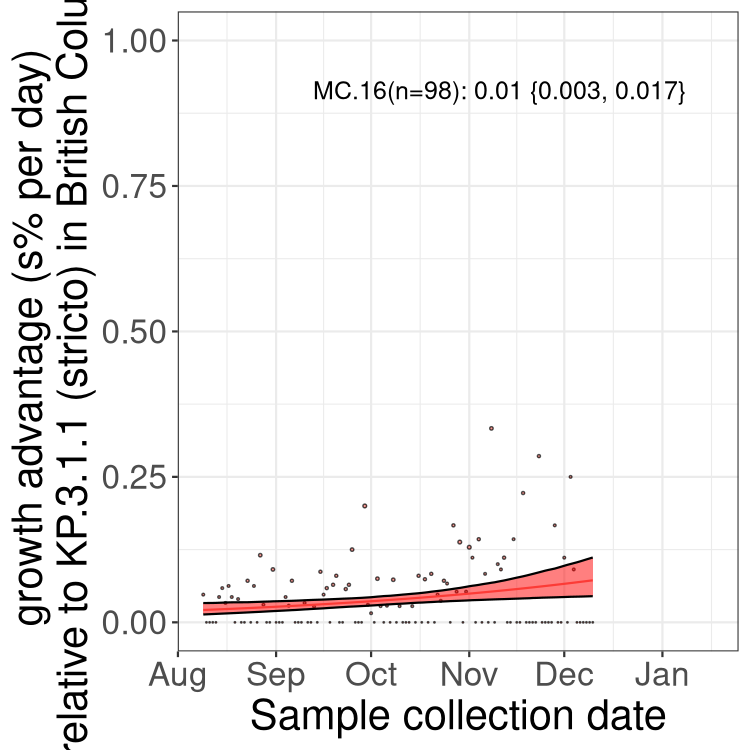 growth advantage (s% per day)
relative to KP.3.1.1 (stricto) in British Colu
1.00
0.75
0.50
0.25
0.00
MC.16(n=98): 0.01 {0.003, 0.017}
Aug Sep Oct Nov Dec Jan
Sample collection date